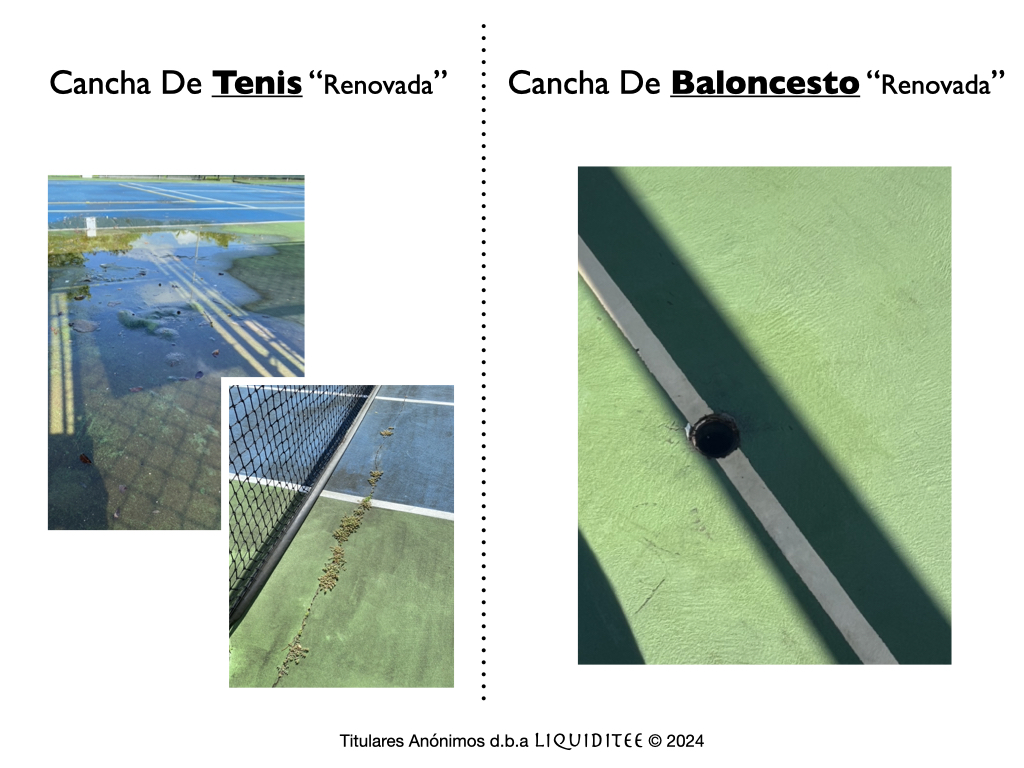 Cancha De Tenis “Renovada”
Cancha De Baloncesto “Renovada”
Titulares Anónimos d.b.a LIQUIDITEE © 2024